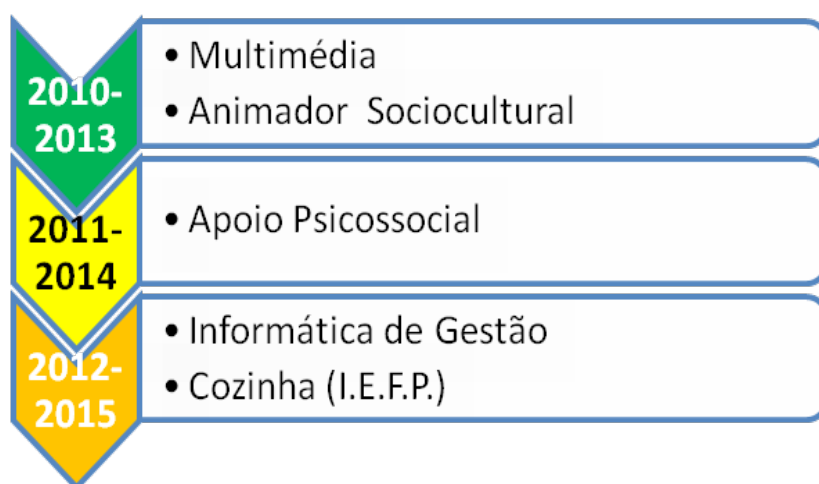 2010-
2013
• Multimédia
• Animador Sociocultural
2011-
2014
• Apoio Psicossocial
2012-
2015
• Informática de Gestão
• Cozinha (I.E.F.P.)